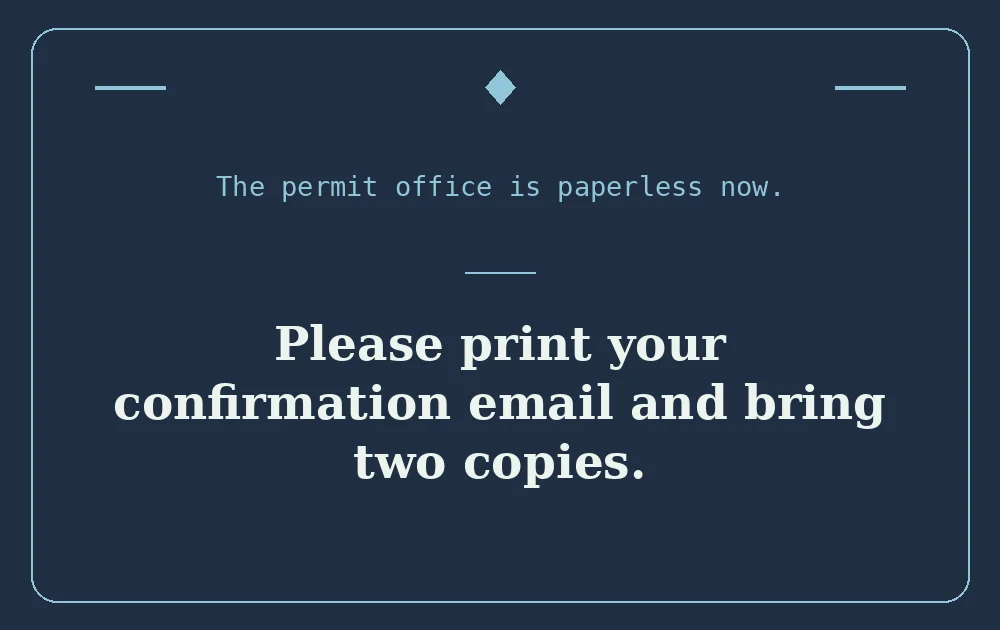 The permit office is paperless now.
Please print your
confirmation email and bring
two copies.